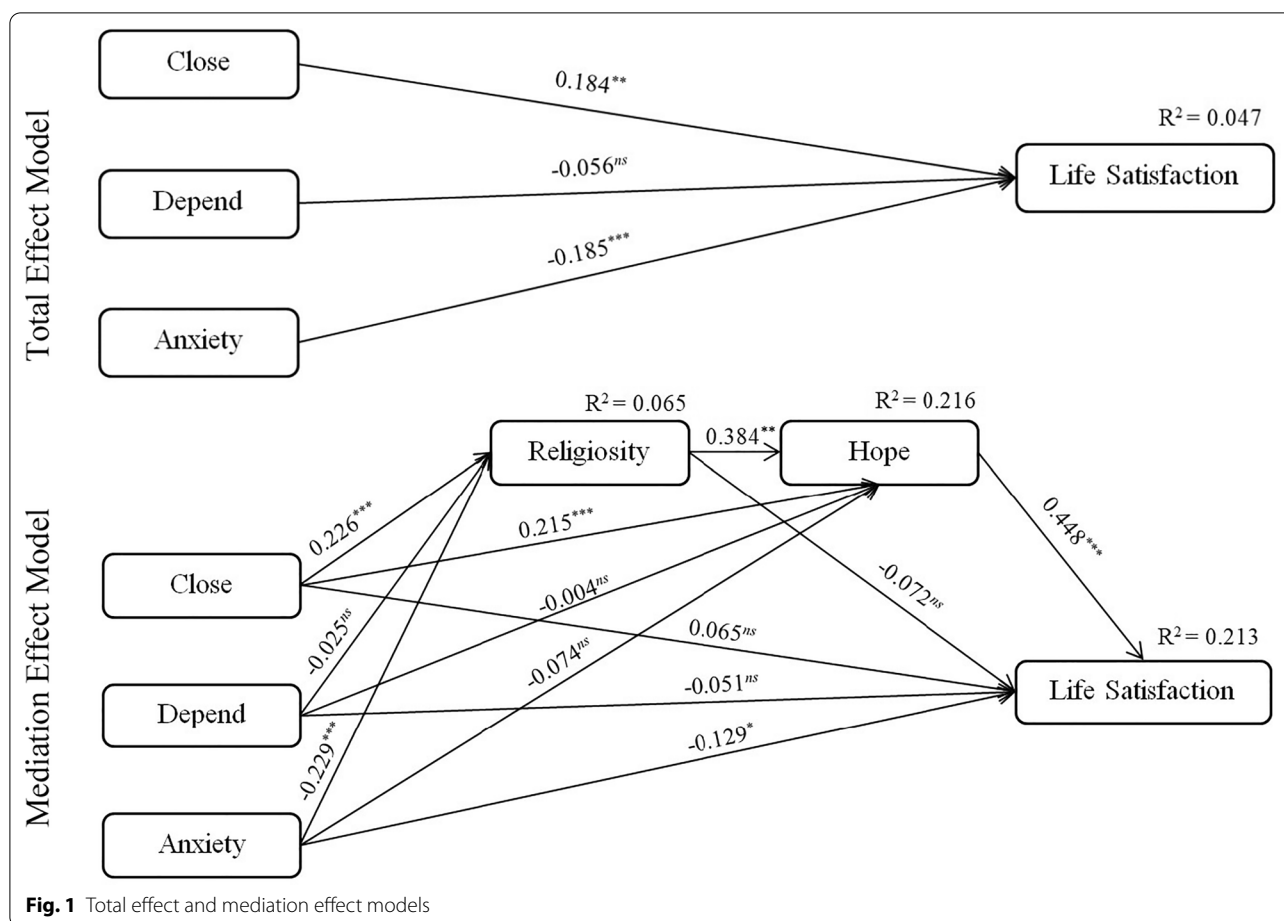 Total Effect Model
Close
0.184**
R² = 0.047
Depend
-0.056ns
Life Satisfaction
-0.185***
Anxiety
Mediation Effect Model
R² = 0.065
R² = 0.216
Religiosity
0.384**
Hope
0.226***
0.215***
0.448***
Close
-0.004ns
-0.072ns
-0.025ns
0.065ns
R² = 0.213
-0.074ns
Depend
-0.051ns
Life Satisfaction
-0.229***
-0.129*
Anxiety
Fig. 1 Total effect and mediation effect models